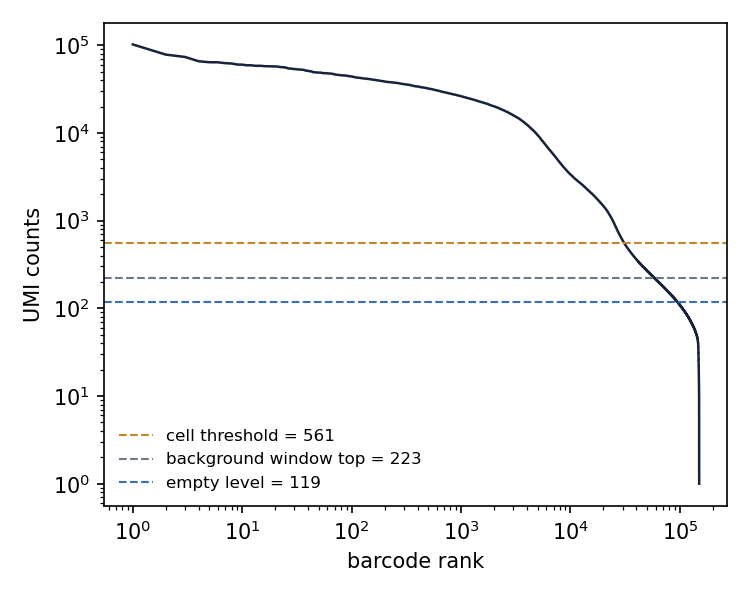 10⁵
10⁴
10³
10²
10¹
10⁰
UMI counts
cell threshold = 561
background window top = 223
empty level = 119
10⁰ 10¹ 10² 10³ 10⁴ 10⁵
barcode rank